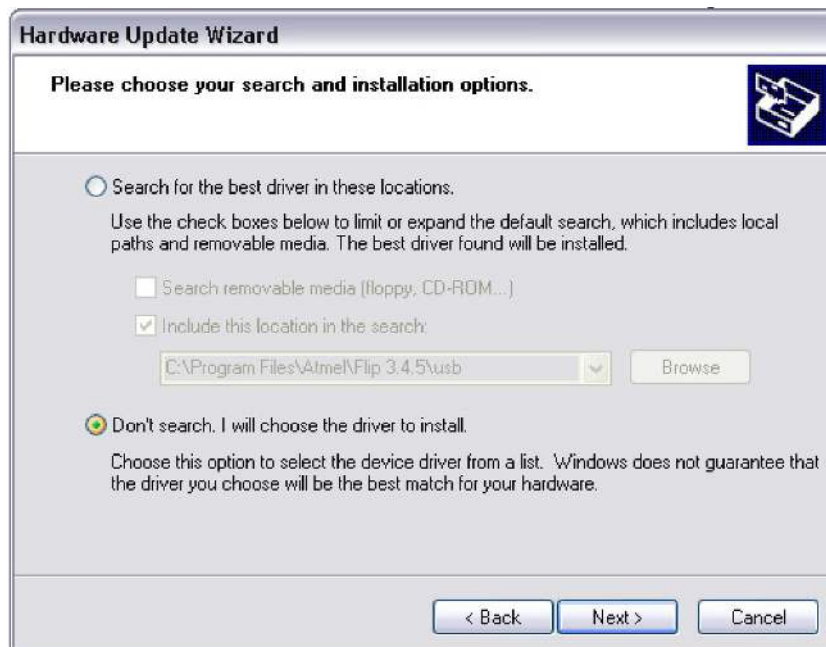 Hardware Update Wizard
Please choose your search and installation options.
Search for the best driver in these locations.
Use the check boxes below to limit or expand the default search, which includes local
paths and removable media. The best driver found will be installed.
Search removable media (floppy, CD-ROM...)
Include this location in the search:
C:\Program Files\Atmel\Flip 3.4.5\usb
Browse
Don't search. I will choose the driver to install.
Choose this option to select the device driver from a list. Windows does not guarantee that
the driver you choose will be the best match for your hardware.
< Back Next > Cancel